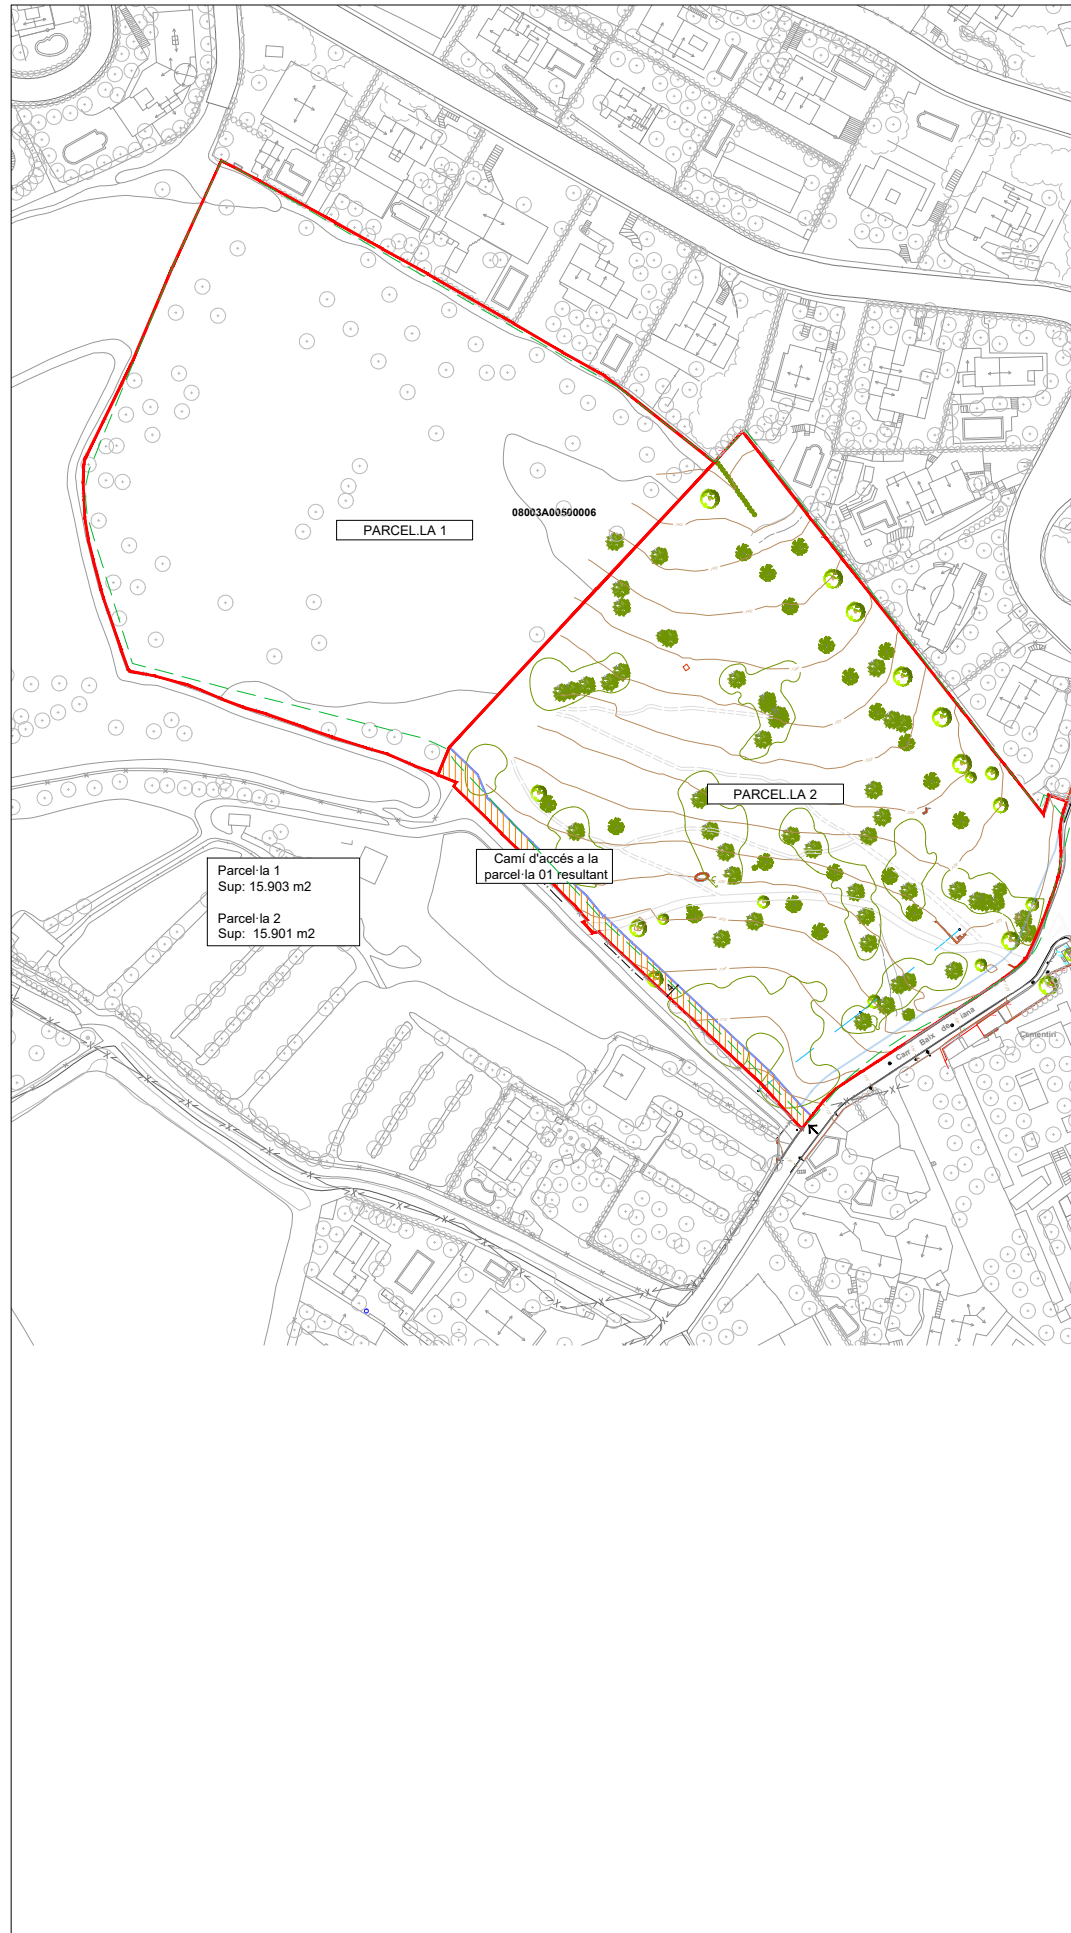 08003A00500006
PARCEL.LA 1
PARCEL.LA 2
Camí d'accés a la
parcel·la 01 resultant
Parcel·la 1
Sup: 15.903 m2
Parcel·la 2
Sup: 15.901 m2
4
Baix de
Cementiri